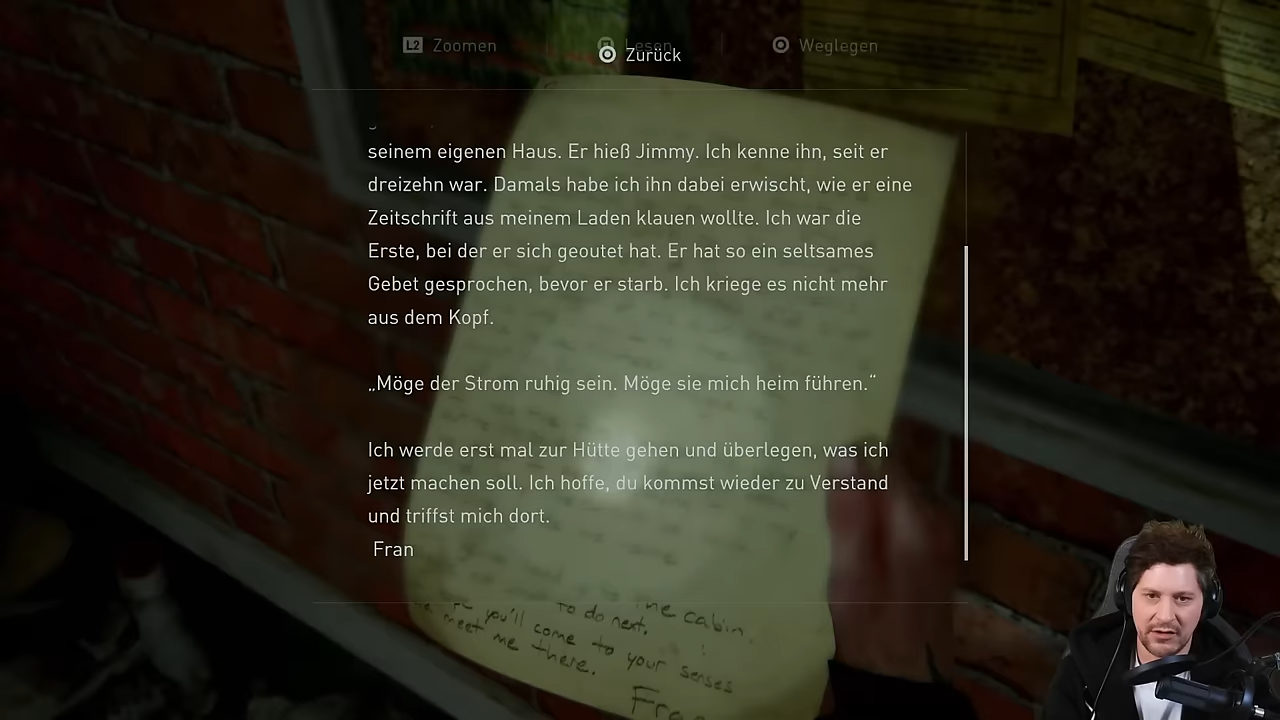 L2 Zoomen
Lesen
Weglegen
Zurück
seinem eigenen Haus. Er hieß Jimmy. Ich kenne ihn, seit er
dreizehn war. Damals habe ich ihn dabei erwischt, wie er eine
Zeitschrift aus meinem Laden klauen wollte. Ich war die
Erste, bei der er sich geoutet hat. Er hat so ein seltsames
Gebet gesprochen, bevor er starb. Ich kriege es nicht mehr
aus dem Kopf.
„Möge der Strom ruhig sein. Möge sie mich heim führen.“
Ich werde erst mal zur Hütte gehen und überlegen, was ich
jetzt machen soll. Ich hoffe, du kommst wieder zu Verstand
und triffst mich dort.
Fran
cabin.
to do next.
you'll come to your senses
meet me there.